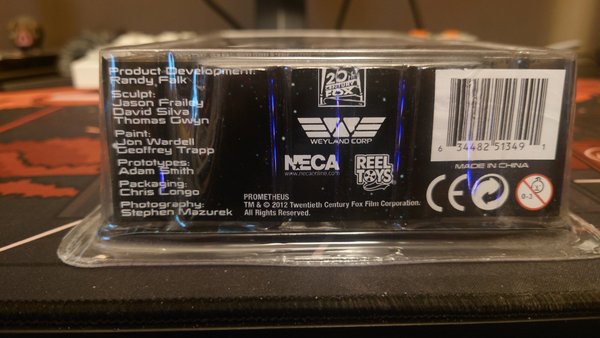 Product Development:
Randy Falk
Sculpt:
Jason Frailey
David Silva
Thomas Gwyn
Paint:
Jon Wardell
Geoffrey Trapp
Prototypes:
Adam Smith
Packaging:
Chris Longo
Photography:
Stephen Mazurek
20th
CENTURY
FOX
WEYLAND CORP
NECA
www.necaonline.com
REEL
TOYS
PROMETHEUS
TM & © 2012 Twentieth Century Fox Film Corporation.
All Rights Reserved.
6 34482 51349 1
MADE IN CHINA
CE
0-3